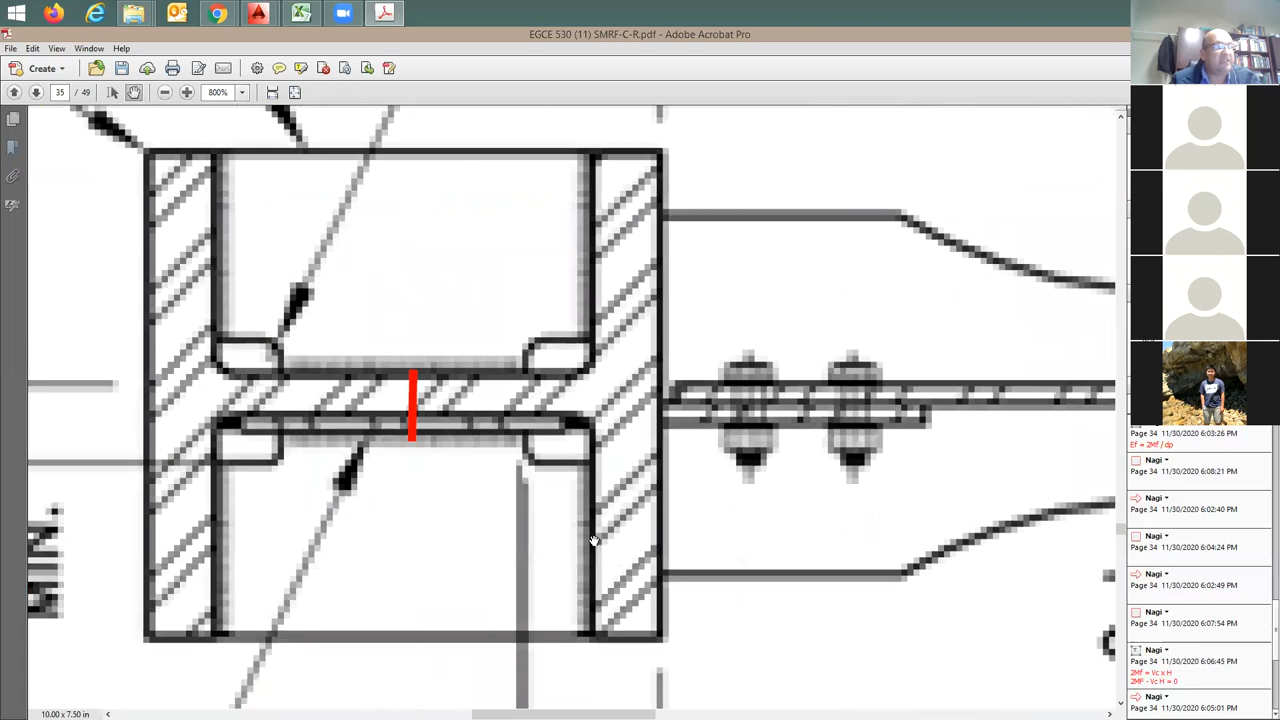 EGCE 530 (11) SMRF-C-R.pdf - Adobe Acrobat Pro
File Edit View Window Help
Create
35 / 49
800%
10.00 x 7.50 in
Page 34 11/30/2020 6:03:26 PM
Ef = 2Mf / dp
Nagi
Page 34 11/30/2020 6:08:21 PM
Nagi
Page 34 11/30/2020 6:02:40 PM
Nagi
Page 34 11/30/2020 6:04:24 PM
Nagi
Page 34 11/30/2020 6:02:49 PM
Nagi
Page 34 11/30/2020 6:07:54 PM
Nagi
Page 34 11/30/2020 6:06:45 PM
2Mf = Vc x H
2MF - Vc H = 0
Nagi
Page 34 11/30/2020 6:05:01 PM